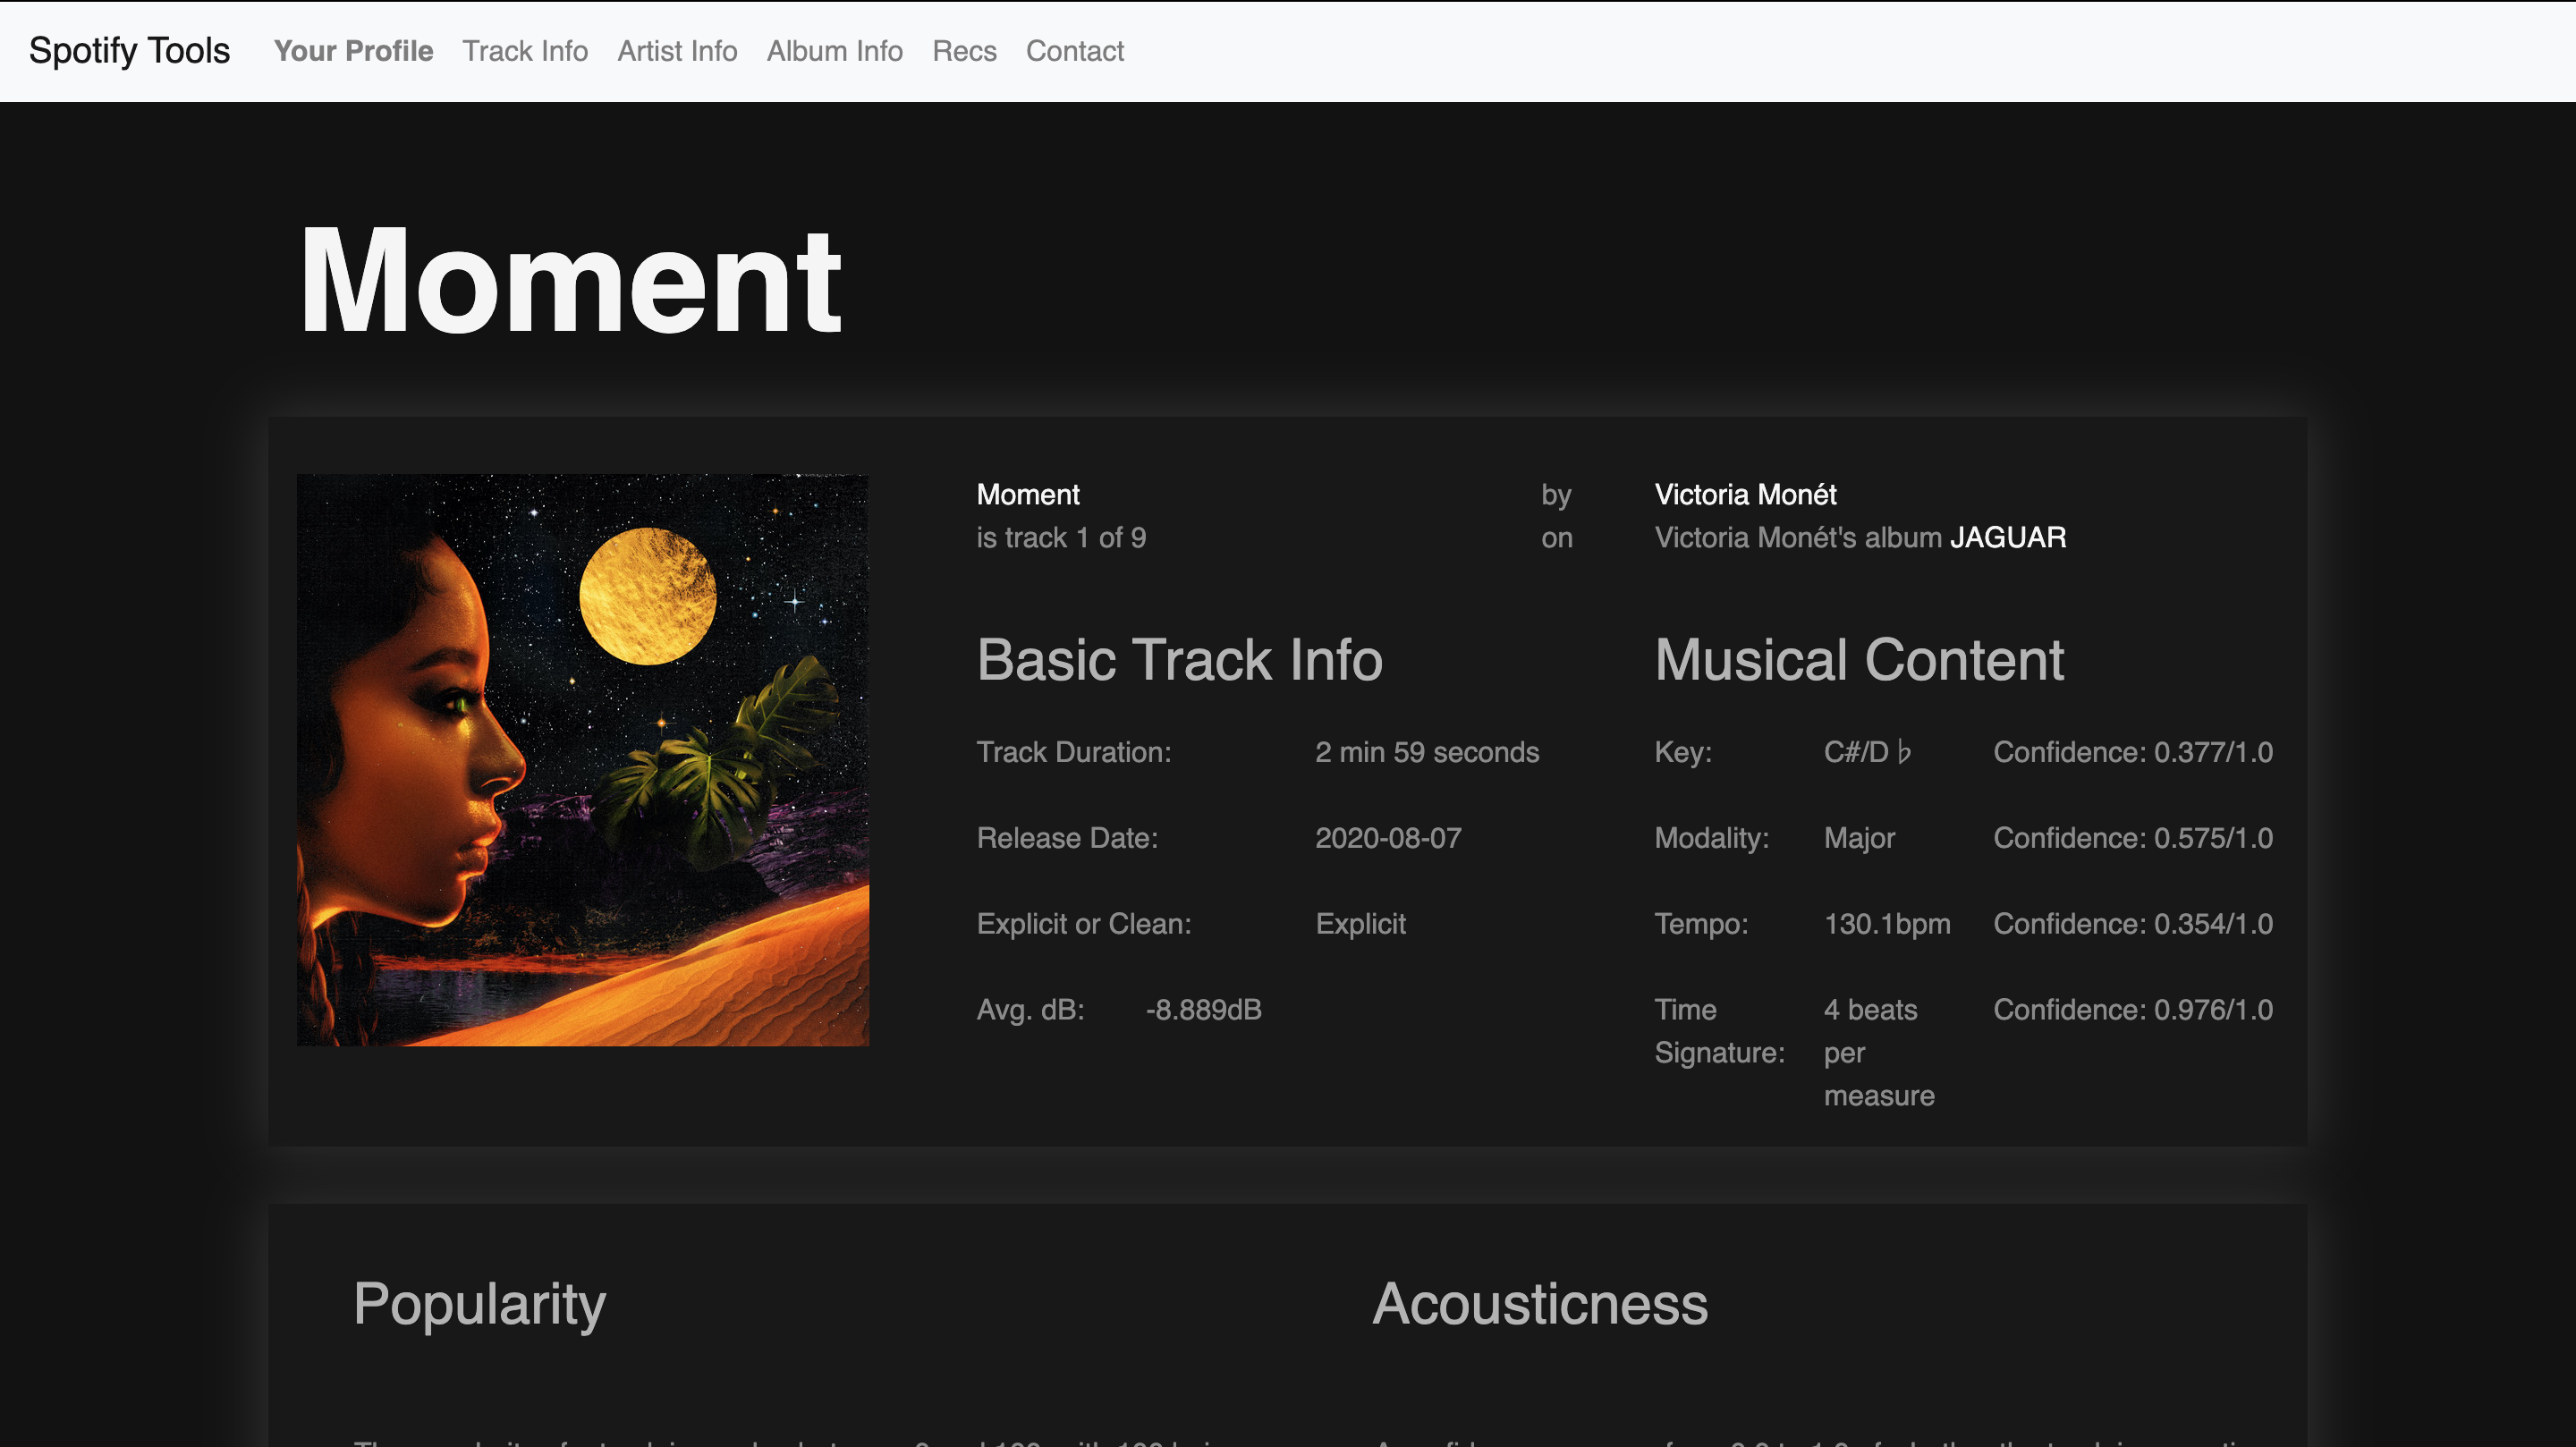 Spotify Tools Your Profile Track Info Artist Info Album Info Recs Contact
Moment
Moment by Victoria Monét
is track 1 of 9 on Victoria Monét's album JAGUAR
Basic Track Info
Track Duration: 2 min 59 seconds
Release Date: 2020-08-07
Explicit or Clean: Explicit
Avg. dB: -8.889dB
Musical Content
Key: C#/D♭ Confidence: 0.377/1.0
Modality: Major Confidence: 0.575/1.0
Tempo: 130.1bpm Confidence: 0.354/1.0
Time 4 beats Confidence: 0.976/1.0
Signature: per
measure
Popularity
Acousticness